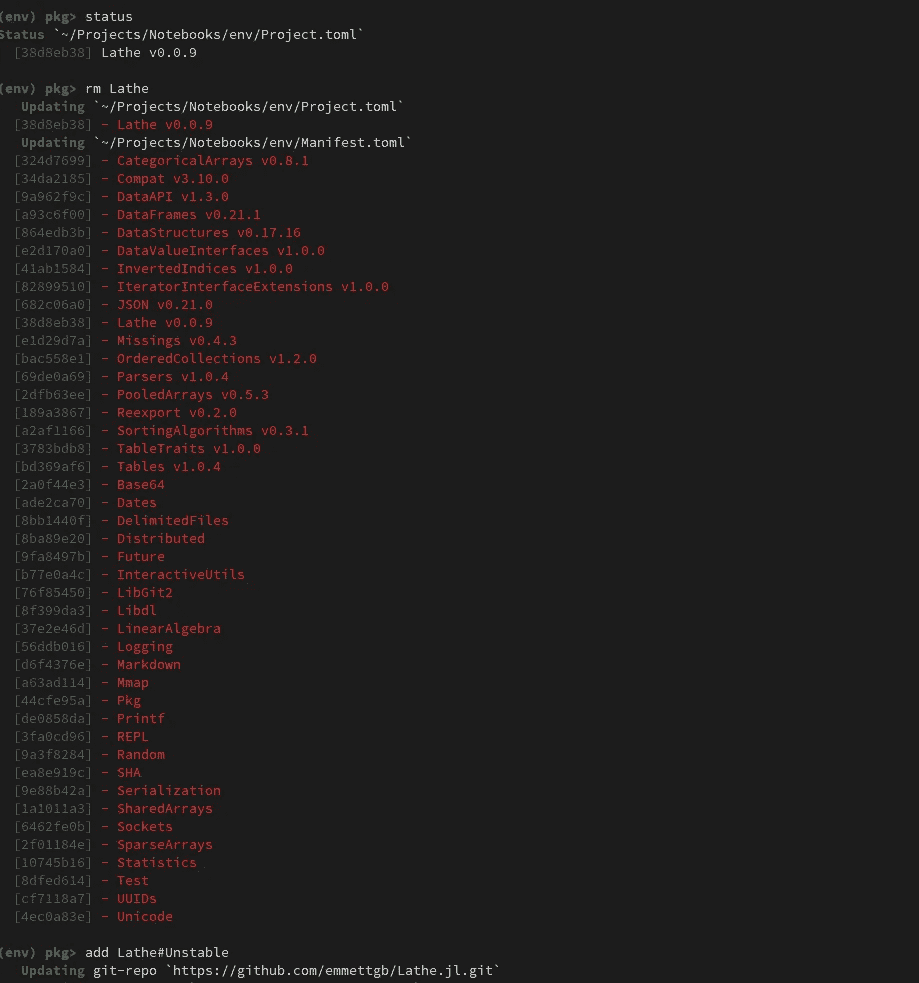 (env) pkg> status
Status `~/Projects/Notebooks/env/Project.toml`
[38d8eb38] Lathe v0.0.9
(env) pkg> rm Lathe
Updating `~/Projects/Notebooks/env/Project.toml`
[38d8eb38] - Lathe v0.0.9
Updating `~/Projects/Notebooks/env/Manifest.toml`
[324d7699] - CategoricalArrays v0.8.1
[34da2185] - Compat v3.10.0
[9a962f9c] - DataAPI v1.3.0
[a93c6f00] - DataFrames v0.21.1
[864edb3b] - DataStructures v0.17.16
[e2d170a0] - DataValueInterfaces v1.0.0
[41ab1584] - InvertedIndices v1.0.0
[82899510] - IteratorInterfaceExtensions v1.0.0
[682c06a0] - JSON v0.21.0
[38d8eb38] - Lathe v0.0.9
[e1d29d7a] - Missings v0.4.3
[bac558e1] - OrderedCollections v1.2.0
[69de0a69] - Parsers v1.0.4
[2dfb63ee] - PooledArrays v0.5.3
[189a3867] - Reexport v0.2.0
[a2af1166] - SortingAlgorithms v0.3.1
[3783bdb8] - TableTraits v1.0.0
[bd369af6] - Tables v1.0.4
[2a0f44e3] - Base64
[ade2ca70] - Dates
[8bb1440f] - DelimitedFiles
[8ba89e20] - Distributed
[9fa8497b] - Future
[b77e0a4c] - InteractiveUtils
[76f85450] - LibGit2
[8f399da3] - Libdl
[37e2e46d] - LinearAlgebra
[56ddb016] - Logging
[d6f4376e] - Markdown
[a63ad114] - Mmap
[44cfe95a] - Pkg
[de0858da] - Printf
[3fa0cd96] - REPL
[9a3f8284] - Random
[ea8e919c] - SHA
[9e88b42a] - Serialization
[1a1011a3] - SharedArrays
[6462fe0b] - Sockets
[2f01184e] - SparseArrays
[10745b16] - Statistics
[8dfed614] - Test
[cf7118a7] - UUIDs
[4ec0a83e] - Unicode
(env) pkg> add Lathe#Unstable
Updating git-repo `https://github.com/emmettgb/Lathe.jl.git`